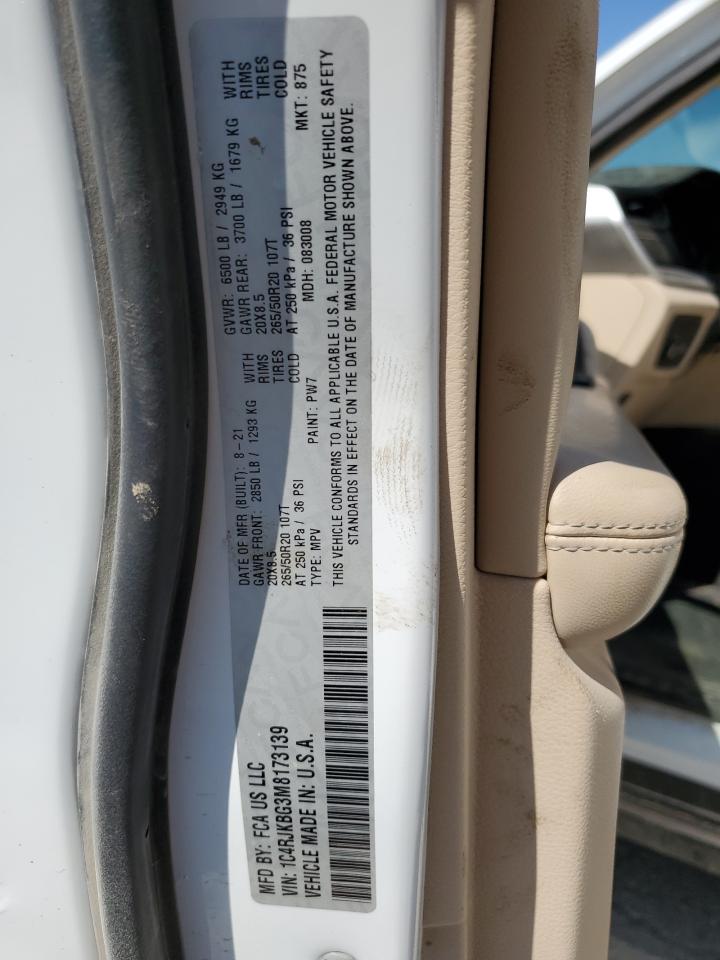 MFD BY: FCA US LLC
VIN: 1C4RJKBG3M8173139
VEHICLE MADE IN: U.S.A.
DATE OF MFR (BUILT): 8-21
GAWR FRONT: 2850 LB / 1293 KG WITH
20X8.5 RIMS
265/50R20 107T TIRES
AT 250 kPa / 36 PSI COLD
TYPE: MPV PAINT: PW7
GVWR: 6500 LB / 2949 KG
GAWR REAR: 3700 LB / 1679 KG WITH
20X8.5 RIMS
265/50R20 107T TIRES
AT 250 kPa / 36 PSI COLD
MDH: 083008 MKT: 875
THIS VEHICLE CONFORMS TO ALL APPLICABLE U.S.A. FEDERAL MOTOR VEHICLE SAFETY
STANDARDS IN EFFECT ON THE DATE OF MANUFACTURE SHOWN ABOVE.